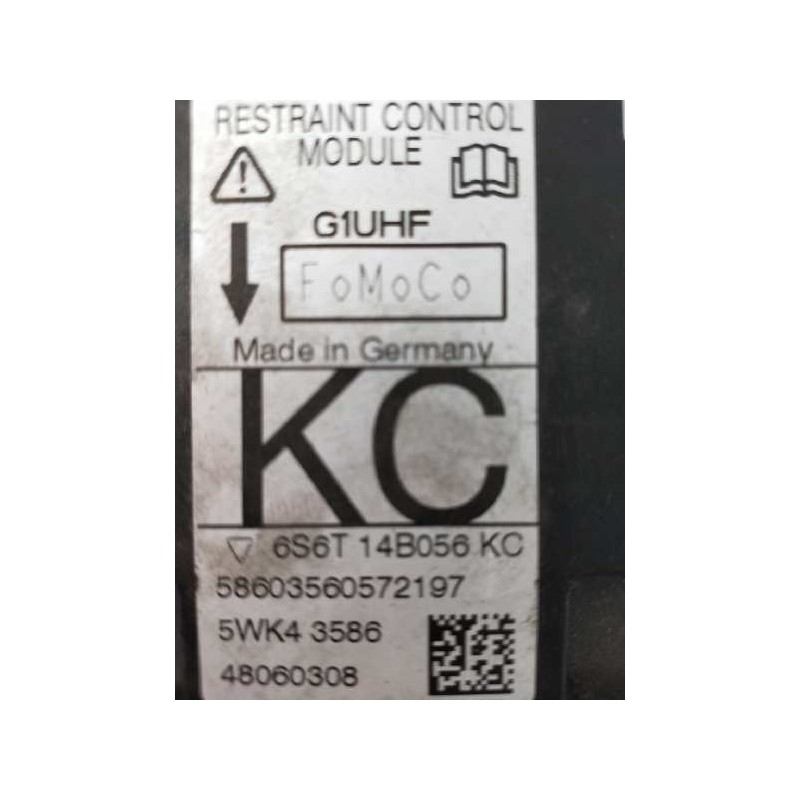 RESTRAINT CONTROL
MODULE
G1UHF
FoMoCo
Made in Germany
KC
6S6T 14B056 KC
58603560572197
5WK4 3586
48060308